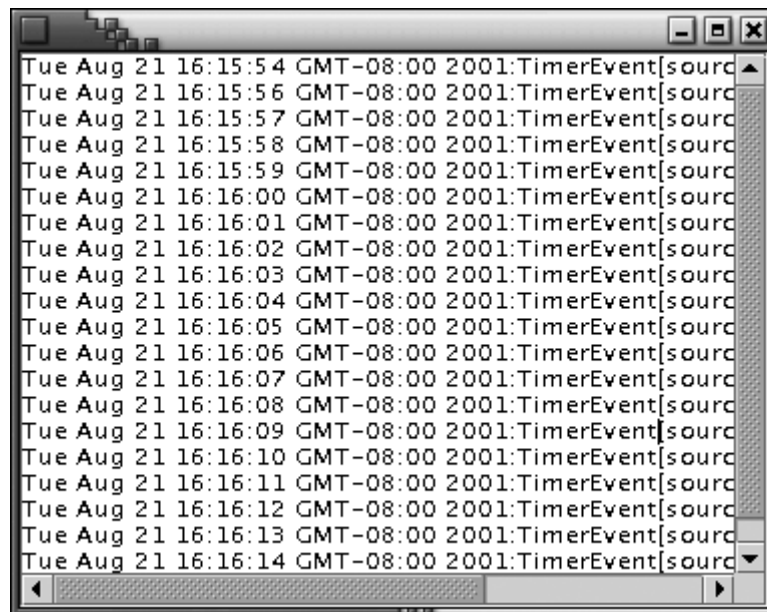 Tue Aug 21 16:15:54 GMT-08:00 2001:TimerEvent[sourc
Tue Aug 21 16:15:56 GMT-08:00 2001:TimerEvent[sourc
Tue Aug 21 16:15:57 GMT-08:00 2001:TimerEvent[sourc
Tue Aug 21 16:15:58 GMT-08:00 2001:TimerEvent[sourc
Tue Aug 21 16:15:59 GMT-08:00 2001:TimerEvent[sourc
Tue Aug 21 16:16:00 GMT-08:00 2001:TimerEvent[sourc
Tue Aug 21 16:16:01 GMT-08:00 2001:TimerEvent[sourc
Tue Aug 21 16:16:02 GMT-08:00 2001:TimerEvent[sourc
Tue Aug 21 16:16:03 GMT-08:00 2001:TimerEvent[sourc
Tue Aug 21 16:16:04 GMT-08:00 2001:TimerEvent[sourc
Tue Aug 21 16:16:05 GMT-08:00 2001:TimerEvent[sourc
Tue Aug 21 16:16:06 GMT-08:00 2001:TimerEvent[sourc
Tue Aug 21 16:16:07 GMT-08:00 2001:TimerEvent[sourc
Tue Aug 21 16:16:08 GMT-08:00 2001:TimerEvent[sourc
Tue Aug 21 16:16:09 GMT-08:00 2001:TimerEvent[sourc
Tue Aug 21 16:16:10 GMT-08:00 2001:TimerEvent[sourc
Tue Aug 21 16:16:11 GMT-08:00 2001:TimerEvent[sourc
Tue Aug 21 16:16:12 GMT-08:00 2001:TimerEvent[sourc
Tue Aug 21 16:16:13 GMT-08:00 2001:TimerEvent[sourc
Tue Aug 21 16:16:14 GMT-08:00 2001:TimerEvent[sourc